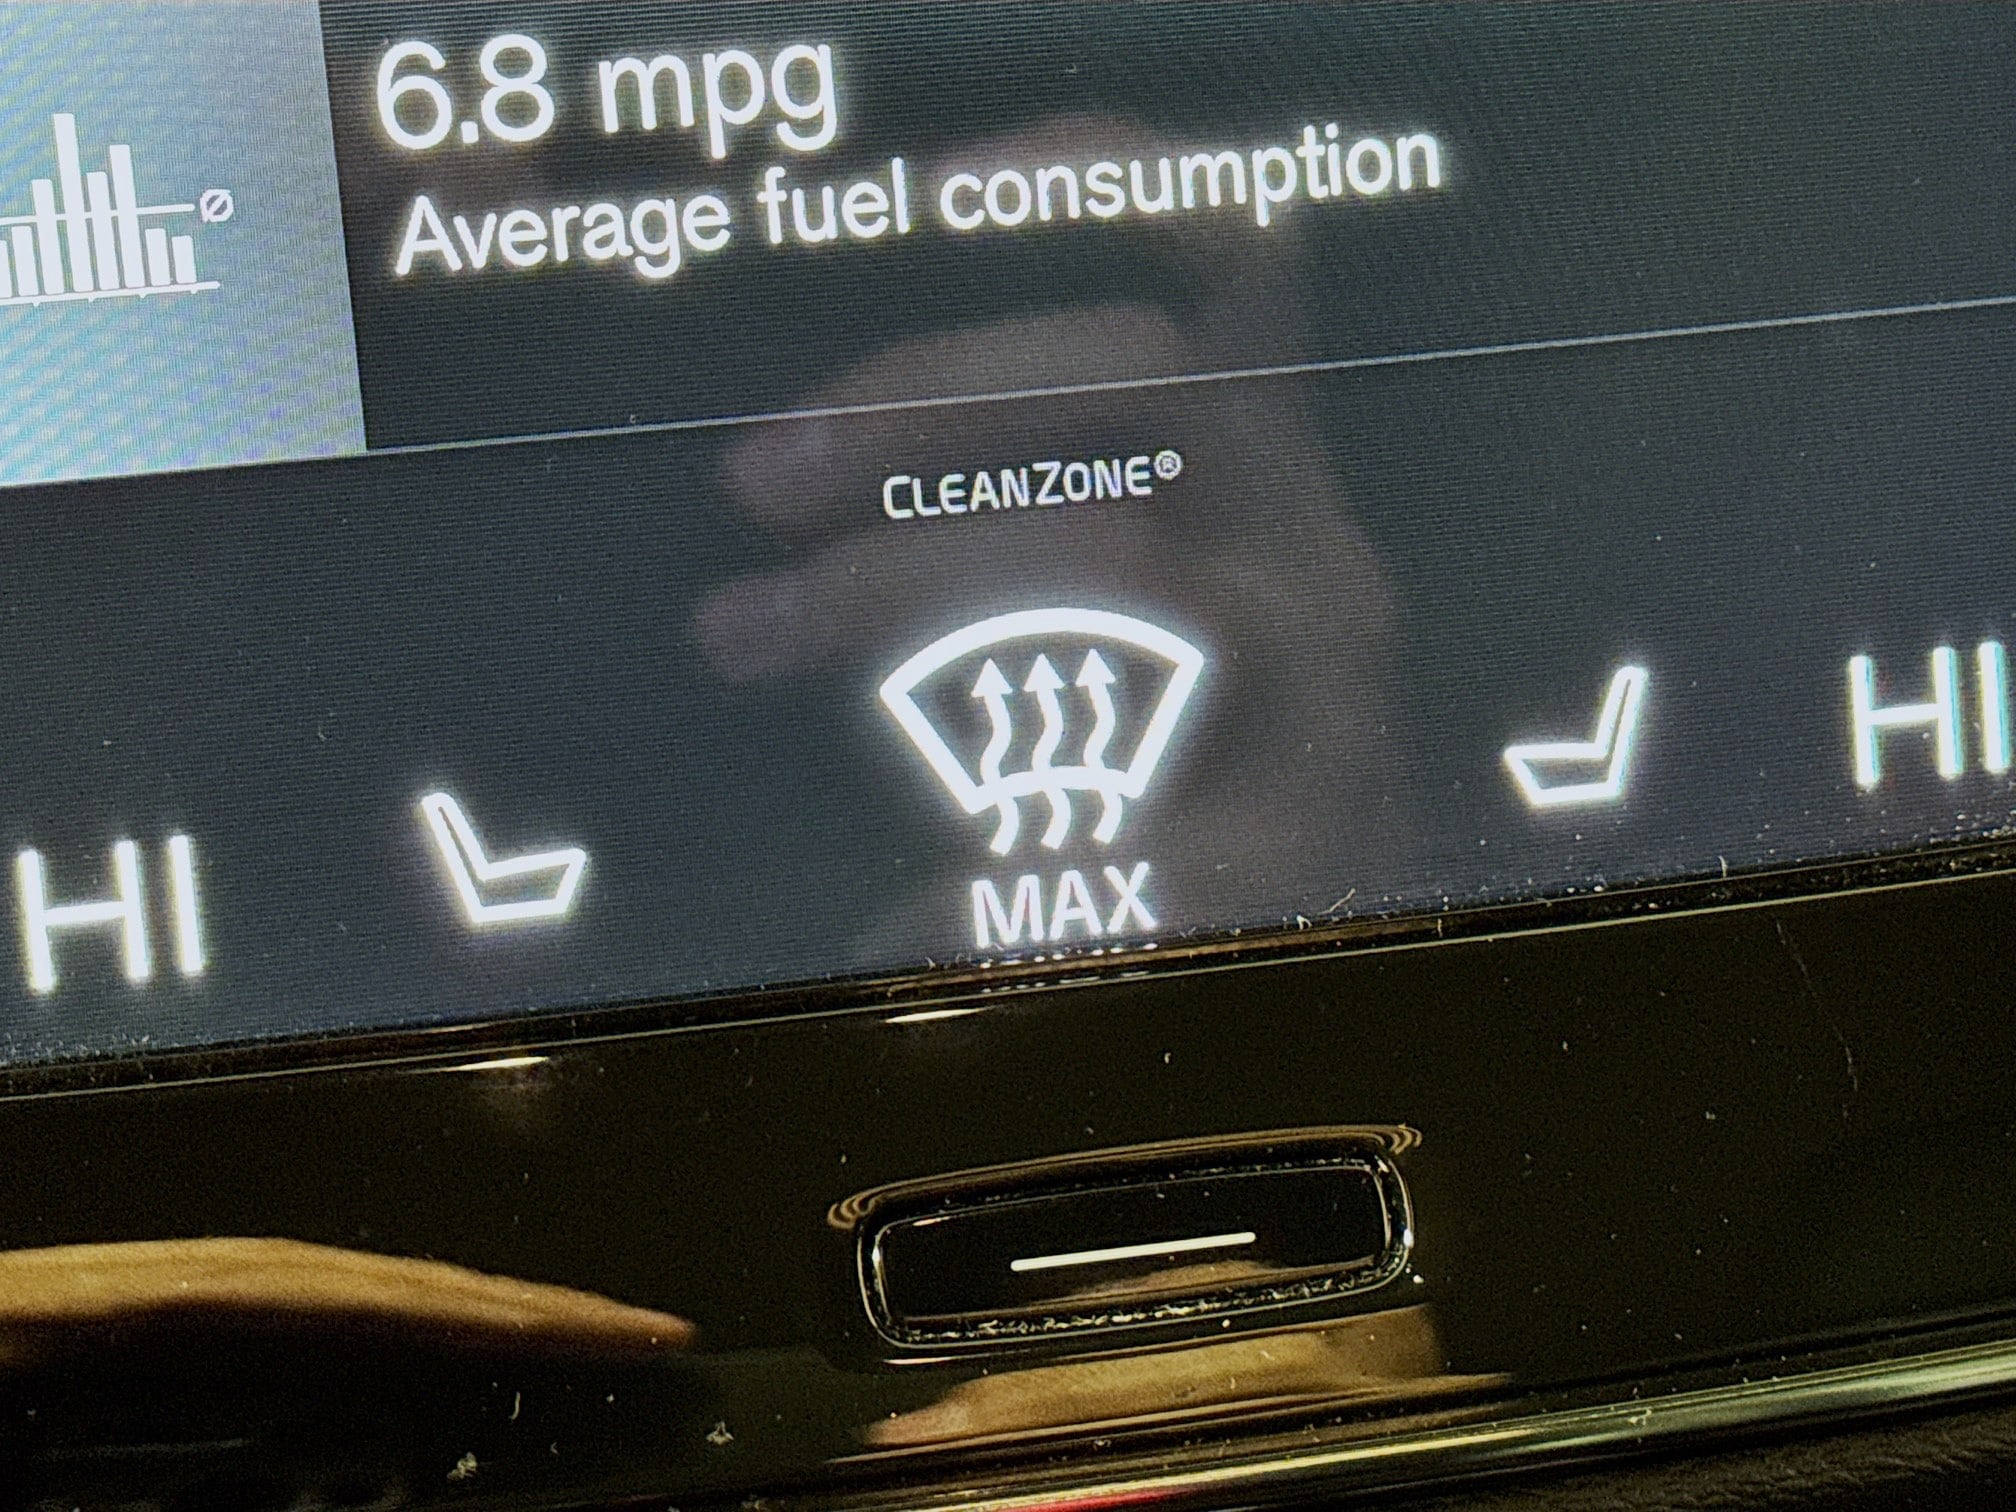 6.8 mpg
Average fuel consumption
CLEANZONE®
HI
MAX
HI